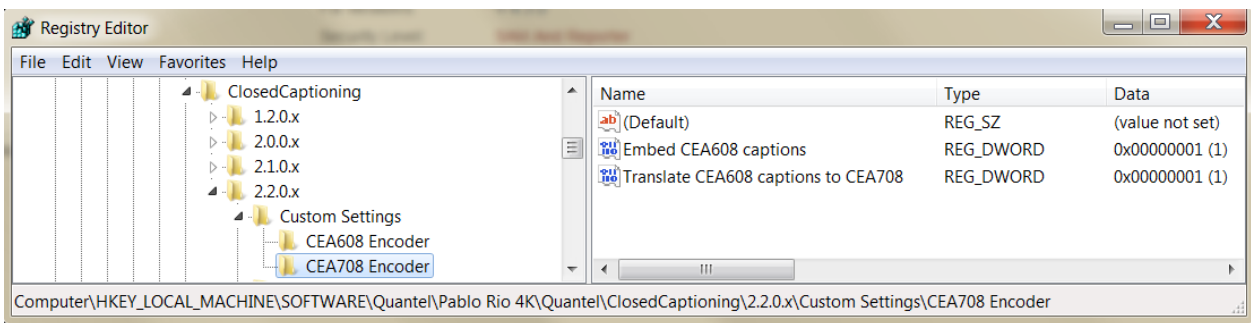 Registry Editor
File Edit View Favorites Help
ClosedCaptioning
1.2.0.x
2.0.0.x
2.1.0.x
2.2.0.x
Custom Settings
CEA608 Encoder
CEA708 Encoder
Name Type Data
(Default) REG_SZ (value not set)
Embed CEA608 captions REG_DWORD 0x00000001 (1)
Translate CEA608 captions to CEA708 REG_DWORD 0x00000001 (1)
Computer\HKEY_LOCAL_MACHINE\SOFTWARE\Quantel\Pablo Rio 4K\Quantel\ClosedCaptioning\2.2.0.x\Custom Settings\CEA708 Encoder